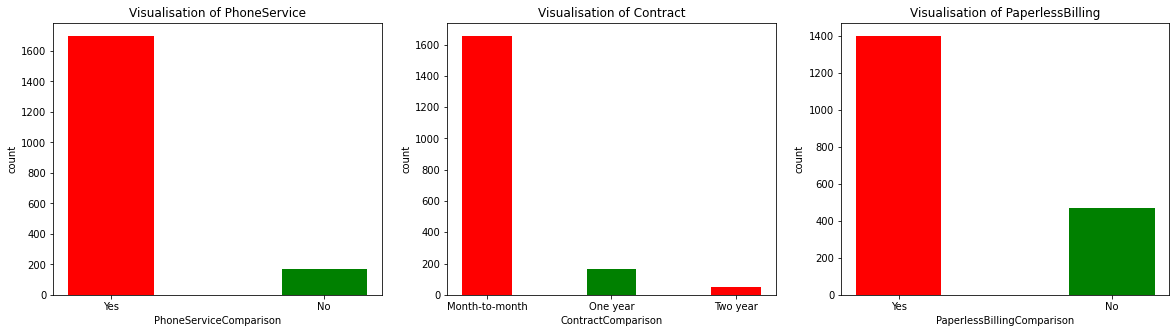 Visualisation of PhoneService
1600
1400
1200
1000
800
600
400
200
0
count
Yes
No
PhoneServiceComparison
Visualisation of Contract
1600
1400
1200
1000
800
600
400
200
0
count
Month-to-month
One year
Two year
ContractComparison
Visualisation of PaperlessBilling
1400
1200
1000
800
600
400
200
0
count
Yes
No
PaperlessBillingComparison